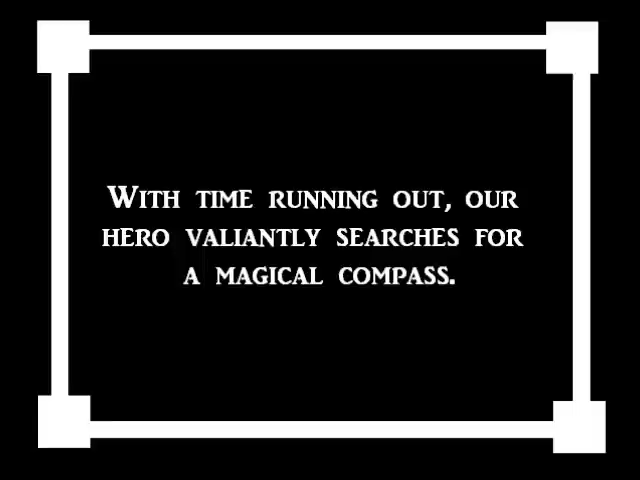 With time running out, our
hero valiantly searches for
a magical compass.